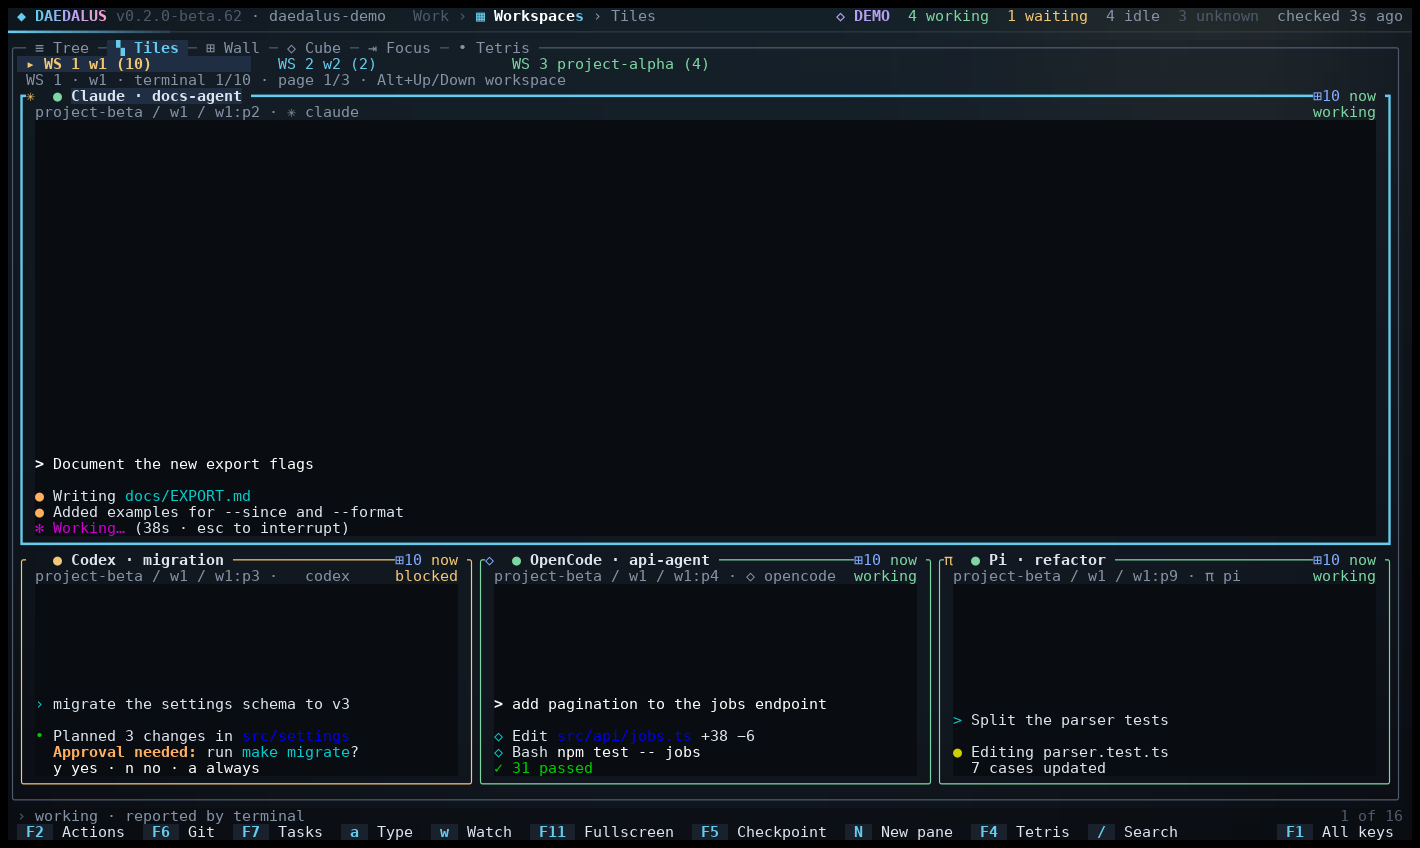 ◆ DAEDALUS v0.2.0-beta.62 · daedalus-demo   Work › ▦ Workspaces › Tiles   ◇ DEMO  4 working  1 waiting  4 idle  3 unknown  checked 3s ago
≡ Tree ─ ▚ Tiles ─ ⊞ Wall ─ ◇ Cube ─ ⇥ Focus ─ • Tetris
▸ WS 1 w1 (10)   WS 2 w2 (2)   WS 3 project-alpha (4)
WS 1 · w1 · terminal 1/10 · page 1/3 · Alt+Up/Down workspace
✳ ● Claude · docs-agent   ⊞10 now
project-beta / w1 / w1:p2 · ✳ claude   working
> Document the new export flags
● Writing docs/EXPORT.md
● Added examples for --since and --format
✻ Working… (38s · esc to interrupt)
● Codex · migration   ⊞10 now
project-beta / w1 / w1:p3 ·   codex   blocked
› migrate the settings schema to v3
• Planned 3 changes in src/settings
Approval needed: run make migrate?
y yes · n no · a always
◇ ● OpenCode · api-agent   ⊞10 now
project-beta / w1 / w1:p4 · ◇ opencode   working
> add pagination to the jobs endpoint
◇ Edit src/api/jobs.ts +38 −6
◇ Bash npm test -- jobs
✓ 31 passed
π ● Pi · refactor   ⊞10 now
project-beta / w1 / w1:p9 · π pi   working
> Split the parser tests
● Editing parser.test.ts
7 cases updated
› working · reported by terminal   1 of 16
F2 Actions  F6 Git  F7 Tasks  a Type  w Watch  F11 Fullscreen  F5 Checkpoint  N New pane  F4 Tetris  / Search  F1 All keys